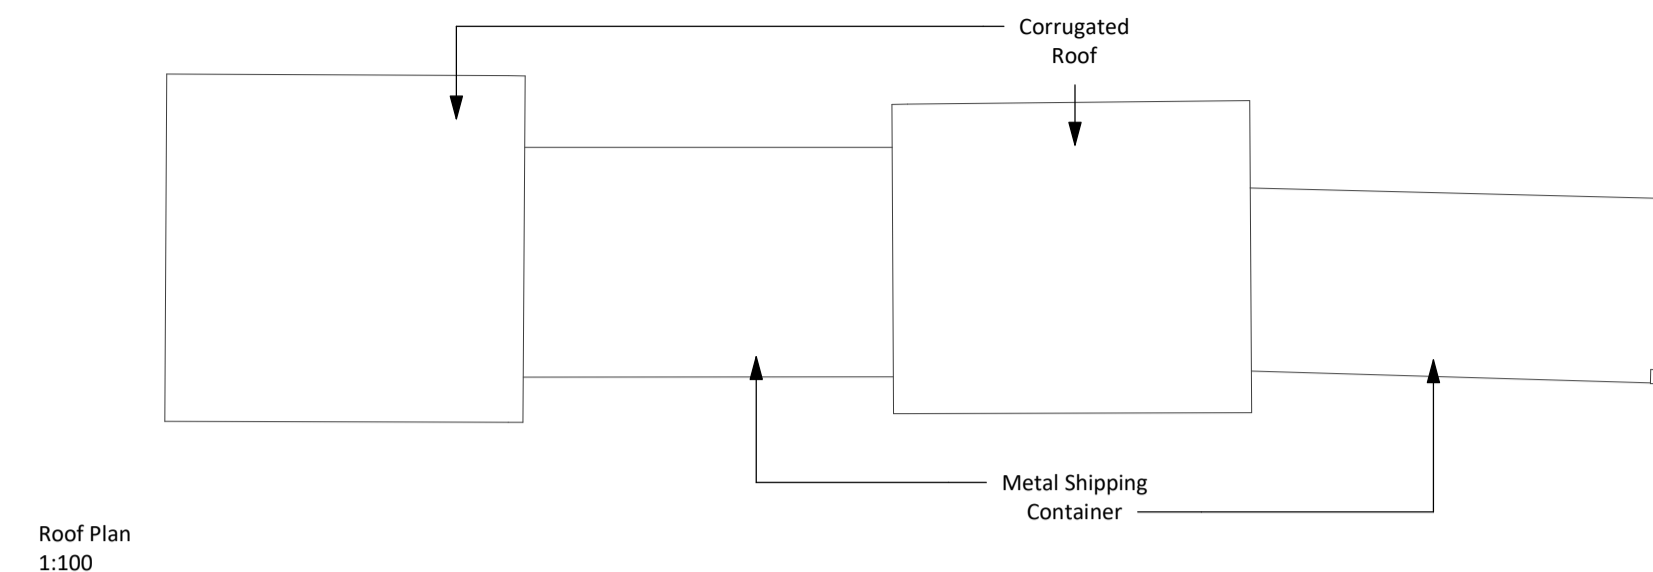 Corrugated
Roof
Metal Shipping
Container
Roof Plan
1:100